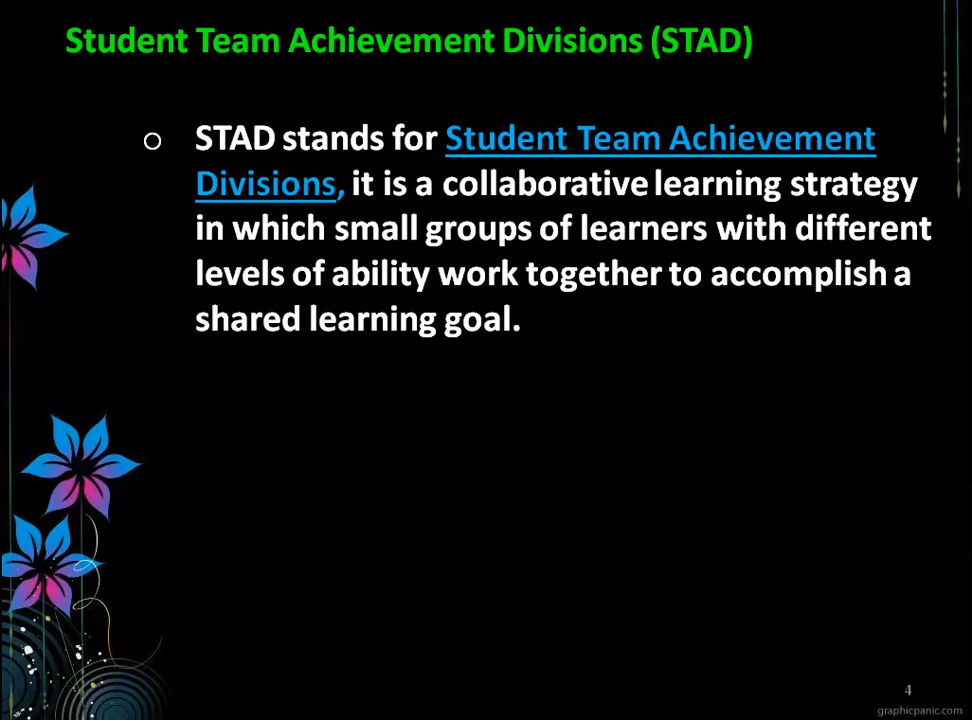 Student Team Achievement Divisions (STAD)
○ STAD stands for Student Team Achievement
Divisions, it is a collaborative learning strategy
in which small groups of learners with different
levels of ability work together to accomplish a
shared learning goal.
4
graphicpanic.com